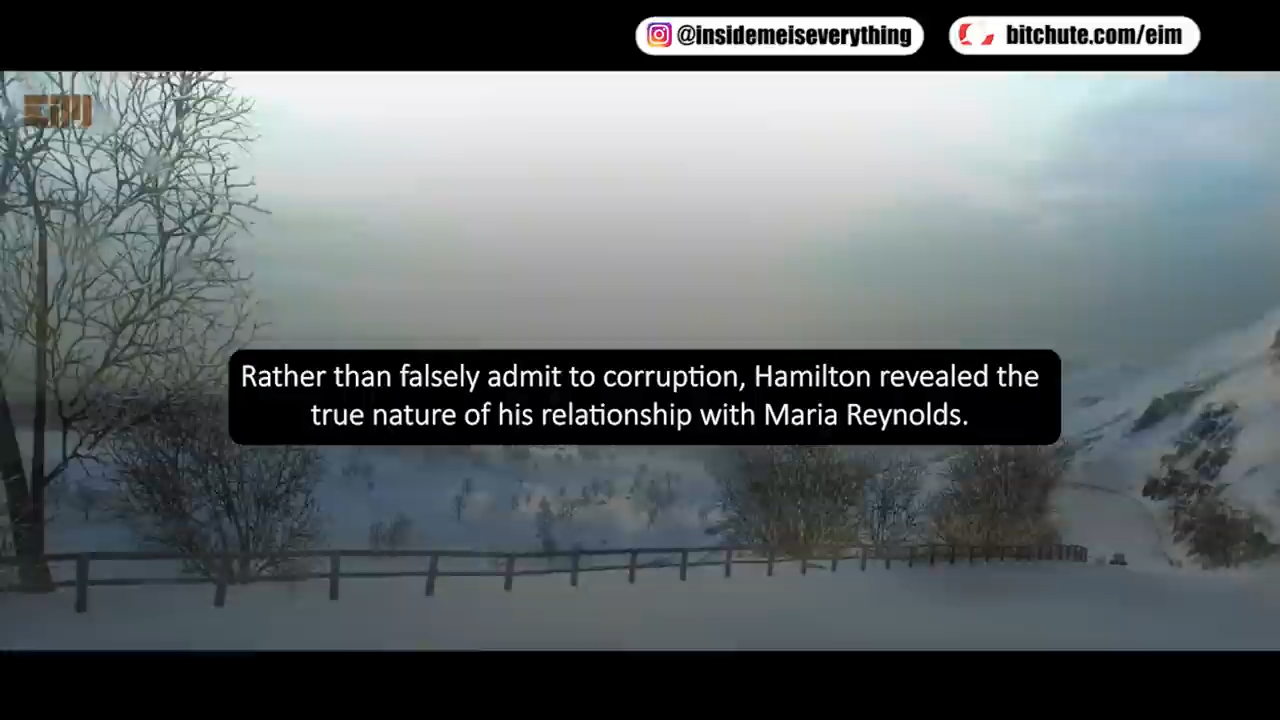 @insidemeiseverything
bitchute.com/eim
EIM
Rather than falsely admit to corruption, Hamilton revealed the
true nature of his relationship with Maria Reynolds.